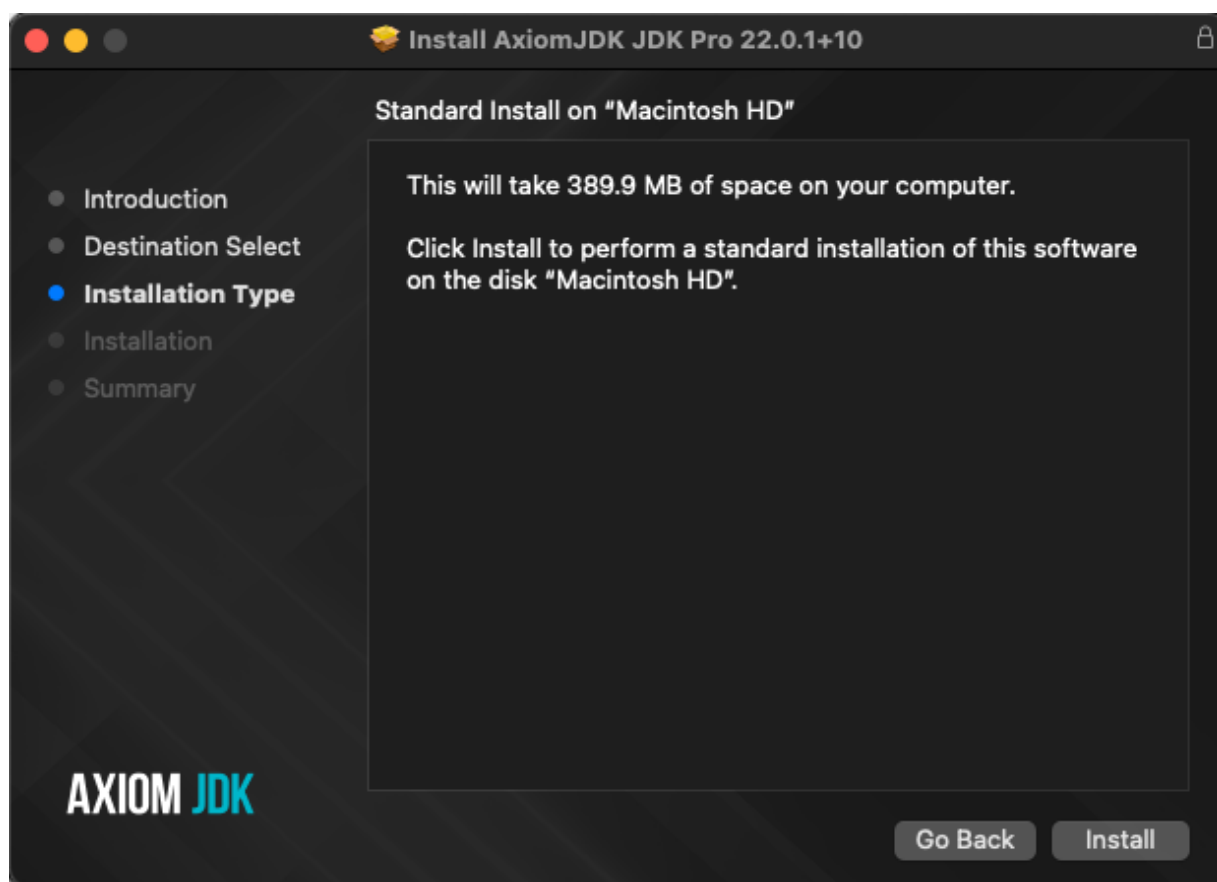 Install AxiomJDK JDK Pro 22.0.1+10
Standard Install on “Macintosh HD”
Introduction
Destination Select
Installation Type
Installation
Summary
This will take 389.9 MB of space on your computer.
Click Install to perform a standard installation of this software
on the disk “Macintosh HD”.
AXIOM JDK
Go Back
Install